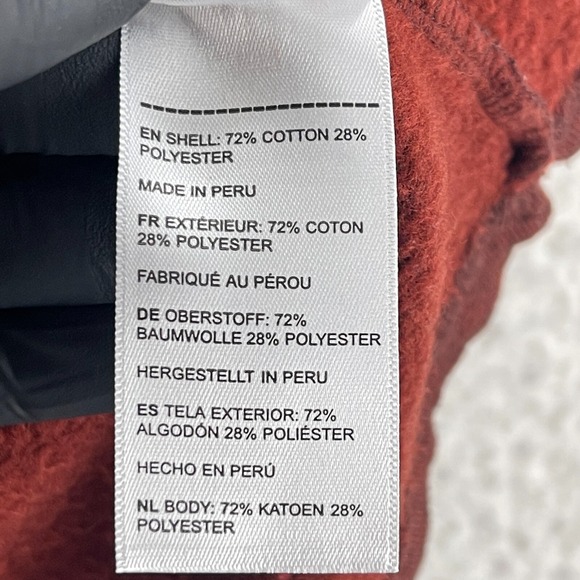 EN SHELL: 72% COTTON 28%
POLYESTER
MADE IN PERU
FR EXTÉRIEUR: 72% COTON
28% POLYESTER
FABRIQUÉ AU PÉROU
DE OBERSTOFF: 72%
BAUMWOLLE 28% POLYESTER
HERGESTELLT IN PERU
ES TELA EXTERIOR: 72%
ALGODÓN 28% POLIÉSTER
HECHO EN PERÚ
NL BODY: 72% KATOEN 28%
POLYESTER